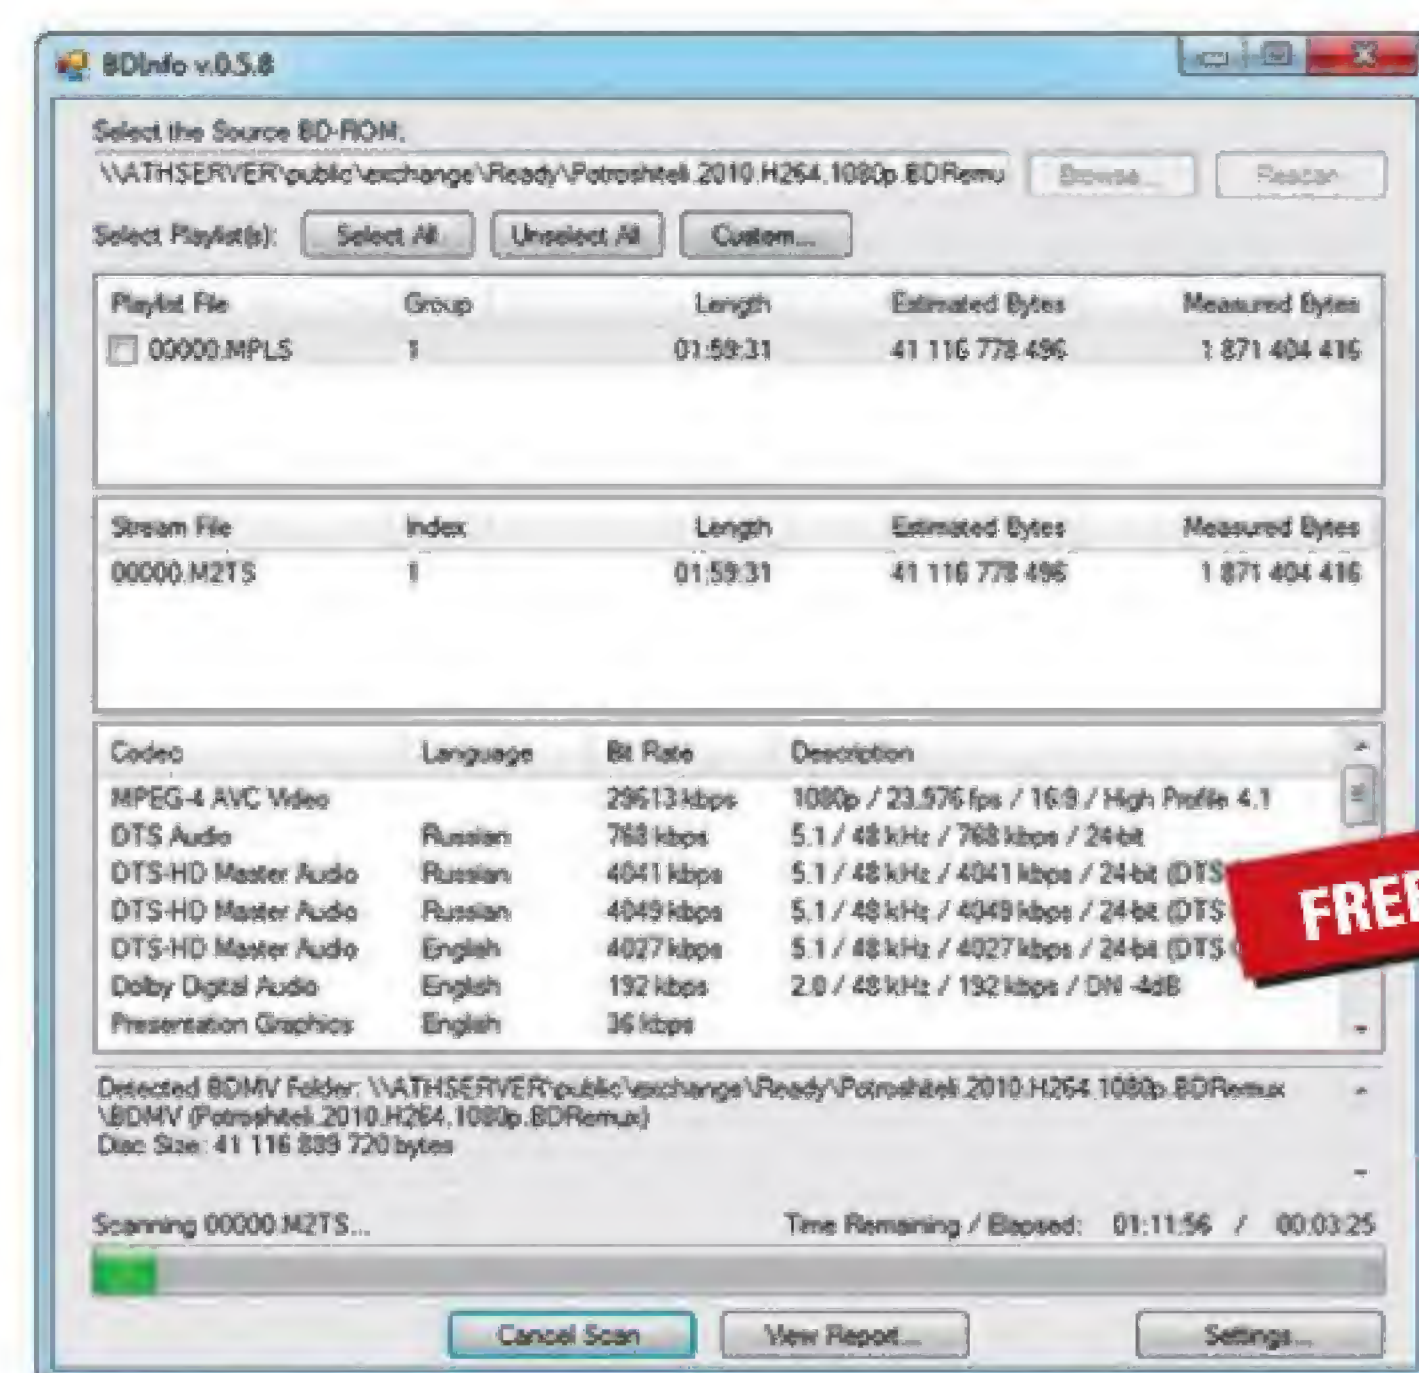 BDInfo v.0.5.8
Select the Source BD-ROM:
\\ATHSERVER\public\exchange\Ready\Potroshiteli.2010.H264.1080p.BDRemu Browse... Rescan
Select Playlist(s): Select All Unselect All Custom...
Playlist File Group Length Estimated Bytes Measured Bytes
00000.MPLS 1 01:59:31 41 116 778 496 1 871 404 416
Stream File Index Length Estimated Bytes Measured Bytes
00000.M2TS 1 01:59:31 41 116 778 496 1 871 404 416
Codec Language Bit Rate Description
MPEG-4 AVC Video 29613 kbps 1080p / 23,976 fps / 16:9 / High Profile 4.1
DTS Audio Russian 768 kbps 5.1 / 48 kHz / 768 kbps / 24-bit
DTS-HD Master Audio Russian 4041 kbps 5.1 / 48 kHz / 4041 kbps / 24-bit (DTS
DTS-HD Master Audio Russian 4049 kbps 5.1 / 48 kHz / 4049 kbps / 24-bit (DTS
DTS-HD Master Audio English 4027 kbps 5.1 / 48 kHz / 4027 kbps / 24-bit (DTS
Dolby Digital Audio English 192 kbps 2.0 / 48 kHz / 192 kbps / DN -4dB
Presentation Graphics English 36 kbps
FREE
Detected BDMV Folder: \\ATHSERVER\public\exchange\Ready\Potroshiteli.2010.H264.1080p.BDRemux
\BDMV (Potroshiteli.2010.H264.1080p.BDRemux)
Disc Size: 41 116 889 720 bytes
Scanning 00000.M2TS... Time Remaining / Elapsed: 01:11:56 / 00:03:25
Cancel Scan View Report... Settings...